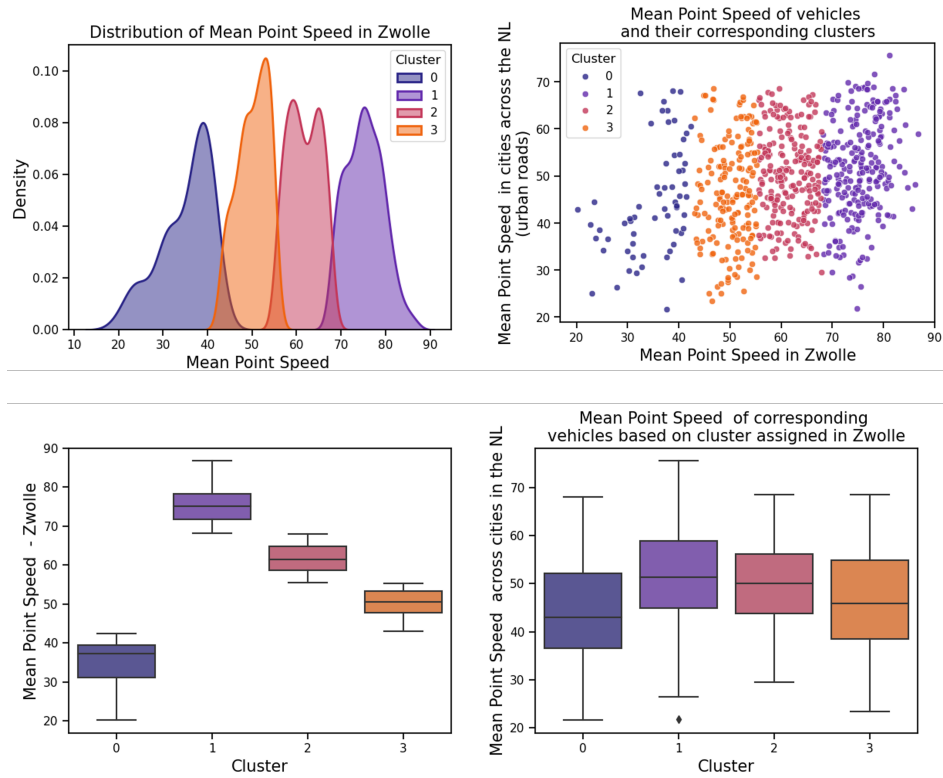 Distribution of Mean Point Speed in Zwolle
Density
0.10
0.08
0.06
0.04
0.02
0.00
Cluster
0
1
2
3
10 20 30 40 50 60 70 80 90
Mean Point Speed
Mean Point Speed of vehicles
and their corresponding clusters
Mean Point Speed in cities across the NL
(urban roads)
70
60
50
40
30
20
Cluster
0
1
2
3
20 30 40 50 60 70 80 90
Mean Point Speed in Zwolle
Mean Point Speed - Zwolle
90
80
70
60
50
40
30
20
0 1 2 3
Cluster
Mean Point Speed of corresponding
vehicles based on cluster assigned in Zwolle
Mean Point Speed across cities in the NL
70
60
50
40
30
20
0 1 2 3
Cluster